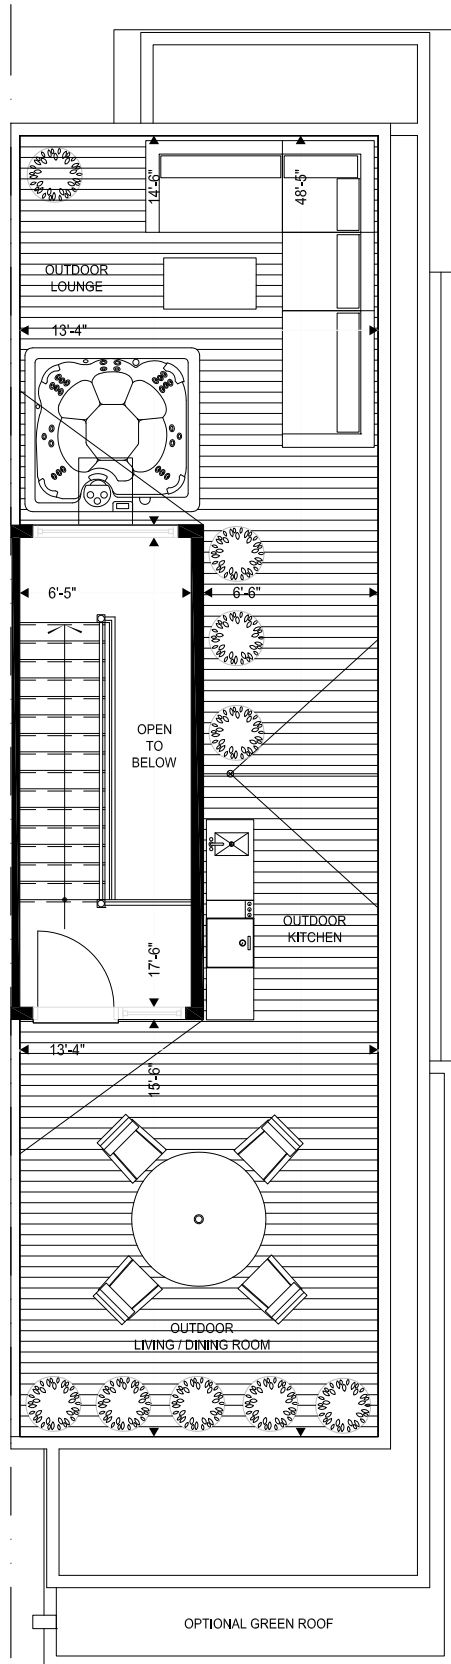 14'-6"
48'-5"
OUTDOOR
LOUNGE
13'-4"
6'-5"
6'-6"
OPEN
TO
BELOW
OUTDOOR
KITCHEN
17'-6"
13'-4"
15'-6"
OUTDOOR
LIVING / DINING ROOM
OPTIONAL GREEN ROOF